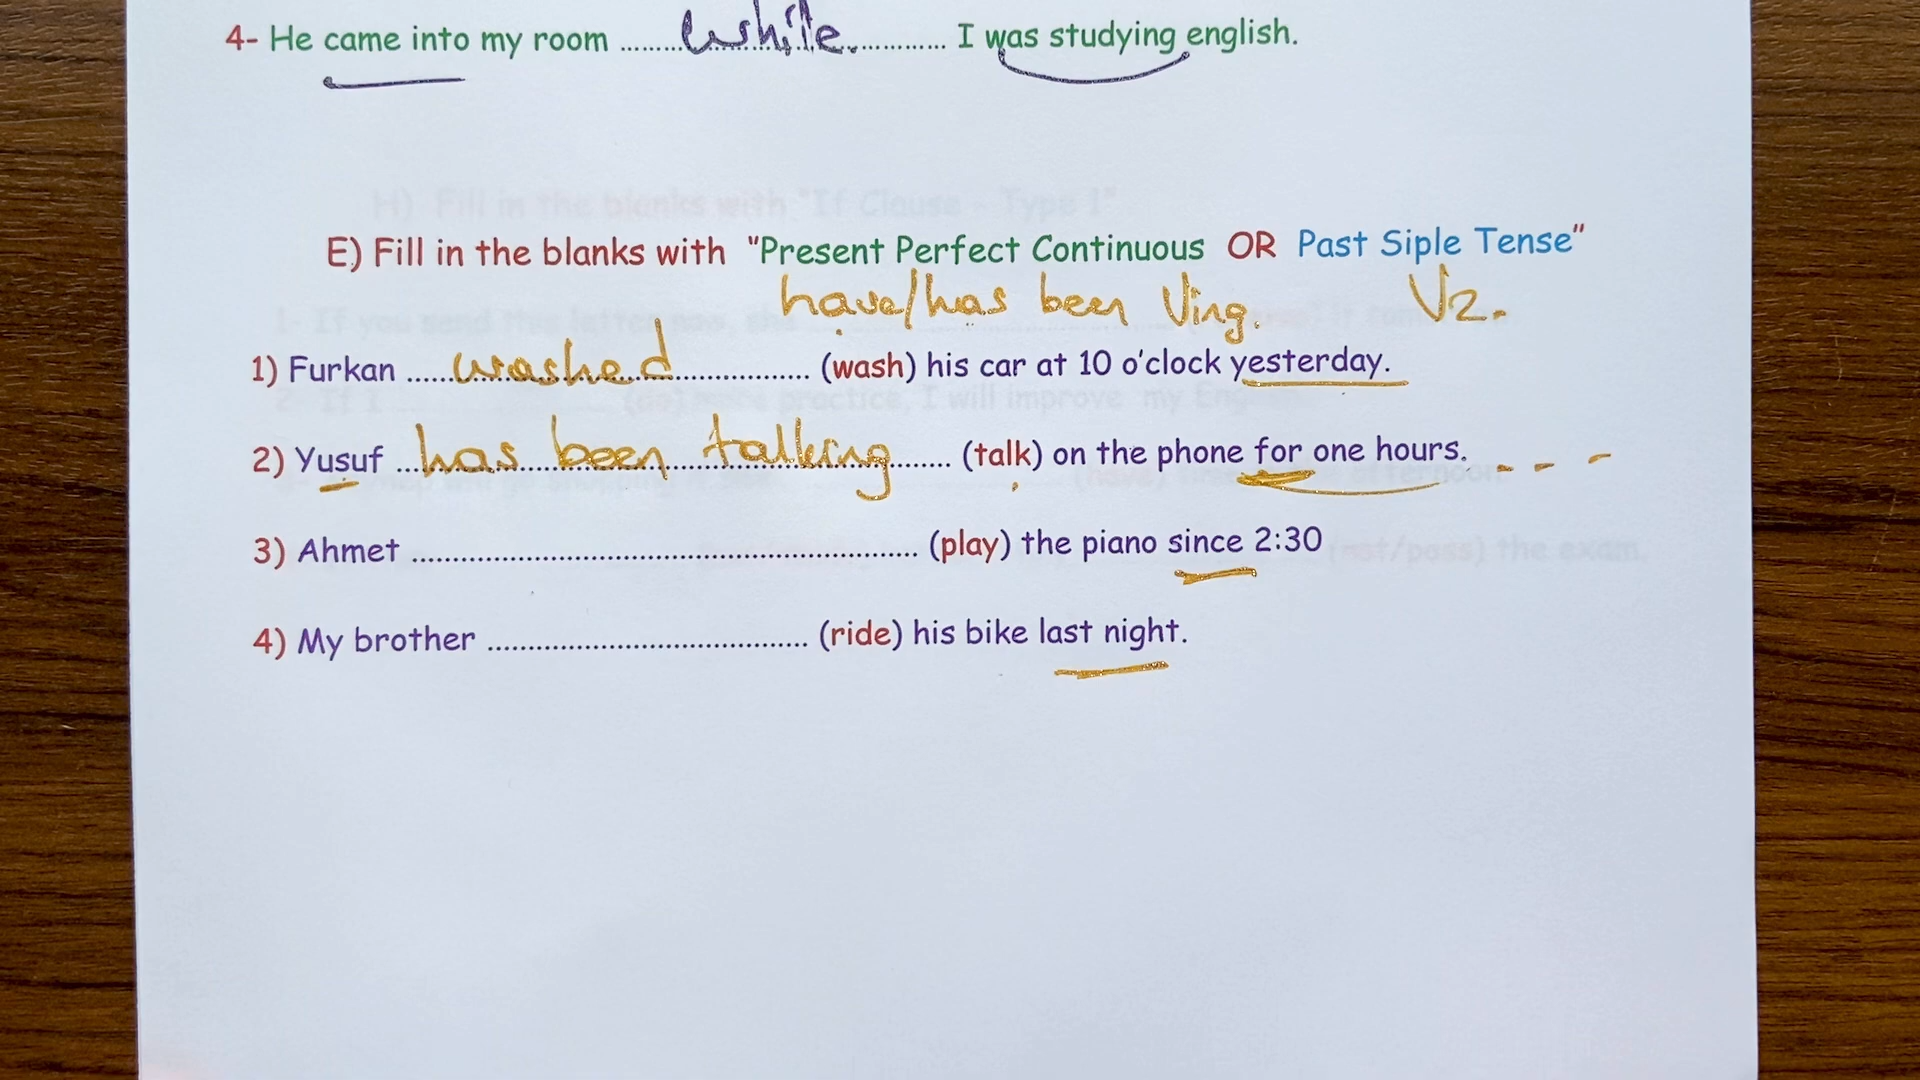 4- He came into my room ........while............. I was studying english.
E) Fill in the blanks with "Present Perfect Continuous OR Past Siple Tense"
have/has been Ving. V2.
1) Furkan ......washed.................. (wash) his car at 10 o'clock yesterday.
2) Yusuf ...has been talking....... (talk) on the phone for one hours.
3) Ahmet .............................................................. (play) the piano since 2:30
4) My brother ....................................... (ride) his bike last night.